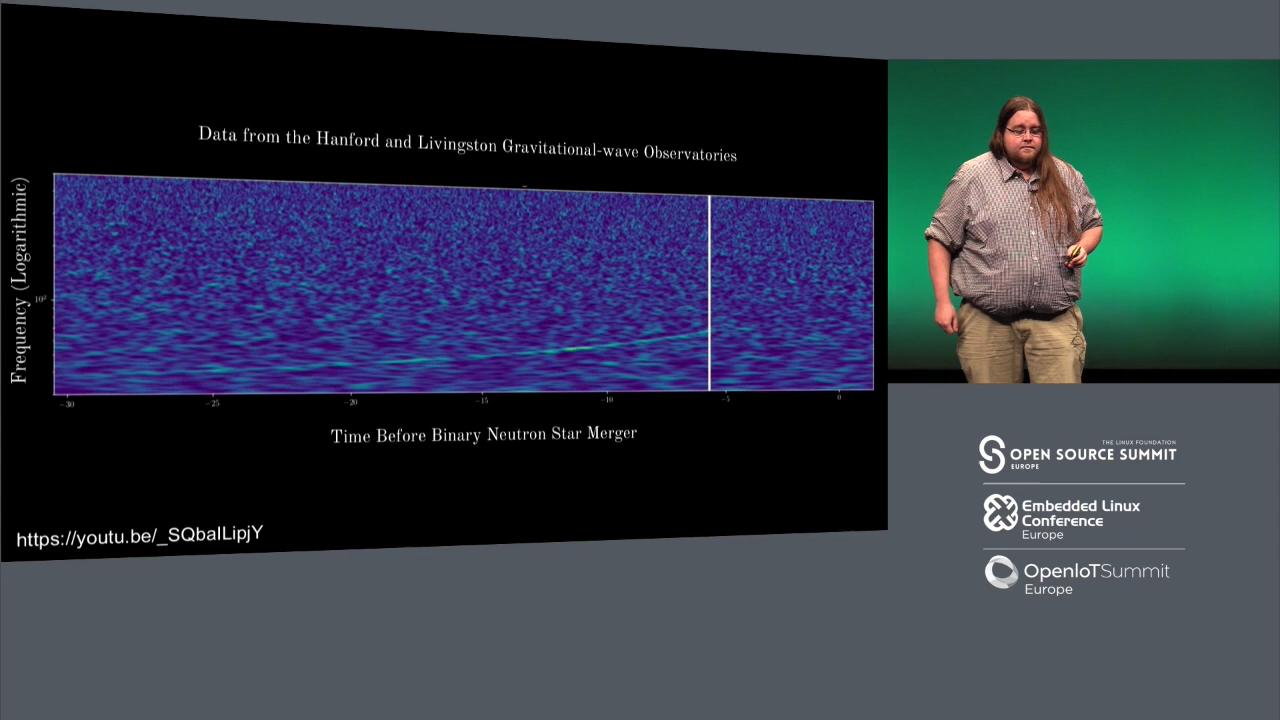 Data from the Hanford and Livingston Gravitational-wave Observatories
Frequency (Logarithmic)
10²
−30
−25
−20
−15
−10
−5
0
Time Before Binary Neutron Star Merger
https://youtu.be/_SQbaILipjY
THE LINUX FOUNDATION
OPEN SOURCE SUMMIT
EUROPE
Embedded Linux
Conference
Europe
OpenIoTSummit
Europe